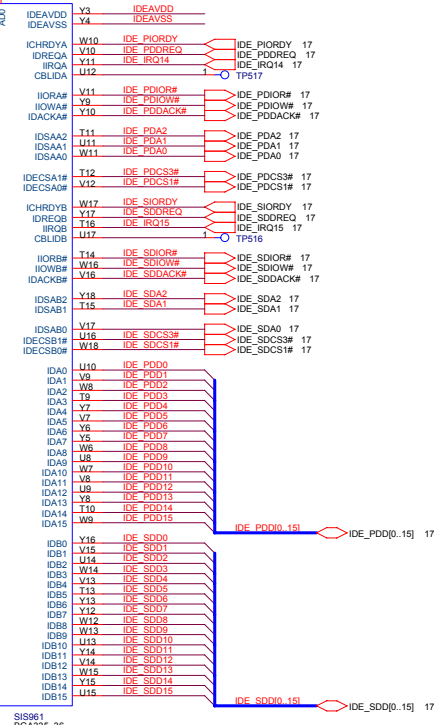 AD0
IDEAVDD Y3 IDEAVDD
IDEAVSS Y4 IDEAVSS
ICHRDYA W10 IDE_PIORDY IDE_PIORDY 17
IDREQA V10 IDE_PDDREQ IDE_PDDREQ 17
IIRQA Y11 IDE_IRQ14 IDE_IRQ14 17
CBLIDA U12 1 TP517
IIORA# V11 IDE_PDIOR# IDE_PDIOR# 17
IIOWA# Y9 IDE_PDIOW# IDE_PDIOW# 17
IDACKA# Y10 IDE_PDDACK# IDE_PDDACK# 17
IDSAA2 T11 IDE_PDA2 IDE_PDA2 17
IDSAA1 U11 IDE_PDA1 IDE_PDA1 17
IDSAA0 W11 IDE_PDA0 IDE_PDA0 17
IDECSA1# T12 IDE_PDCS3# IDE_PDCS3# 17
IDECSA0# V12 IDE_PDCS1# IDE_PDCS1# 17
ICHRDYB W17 IDE_SIORDY IDE_SIORDY 17
IDREQB Y17 IDE_SDDREQ IDE_SDDREQ 17
IIRQB T16 IDE_IRQ15 IDE_IRQ15 17
CBLIDB U17 1 TP516
IIORB# T14 IDE_SDIOR# IDE_SDIOR# 17
IIOWB# W16 IDE_SDIOW# IDE_SDIOW# 17
IDACKB# V16 IDE_SDDACK# IDE_SDDACK# 17
IDSAB2 Y18 IDE_SDA2 IDE_SDA2 17
IDSAB1 T15 IDE_SDA1 IDE_SDA1 17
IDSAB0 V17 IDE_SDA0 17
IDECSB1# U16 IDE_SDCS3# IDE_SDCS3# 17
IDECSB0# W18 IDE_SDCS1# IDE_SDCS1# 17
IDA0 U10 IDE_PDD0
IDA1 V9 IDE_PDD1
IDA2 W8 IDE_PDD2
IDA3 T9 IDE_PDD3
IDA4 Y7 IDE_PDD4
IDA5 V7 IDE_PDD5
IDA6 Y6 IDE_PDD6
IDA7 Y5 IDE_PDD7
IDA8 W6 IDE_PDD8
IDA9 U8 IDE_PDD9
IDA10 W7 IDE_PDD10
IDA11 V8 IDE_PDD11
IDA12 U9 IDE_PDD12
IDA13 Y8 IDE_PDD13
IDA14 T10 IDE_PDD14
IDA15 W9 IDE_PDD15 IDE_PDD[0..15] IDE_PDD[0..15] 17
IDB0 Y16 IDE_SDD0
IDB1 V15 IDE_SDD1
IDB2 U14 IDE_SDD2
IDB3 W14 IDE_SDD3
IDB4 V13 IDE_SDD4
IDB5 T13 IDE_SDD5
IDB6 Y13 IDE_SDD6
IDB7 Y12 IDE_SDD7
IDB8 W12 IDE_SDD8
IDB9 W13 IDE_SDD9
IDB10 U13 IDE_SDD10
IDB11 Y14 IDE_SDD11
IDB12 V14 IDE_SDD12
IDB13 W15 IDE_SDD13
IDB14 Y15 IDE_SDD14
IDB15 U15 IDE_SDD15 IDE_SDD[0..15] IDE_SDD[0..15] 17
SIS961